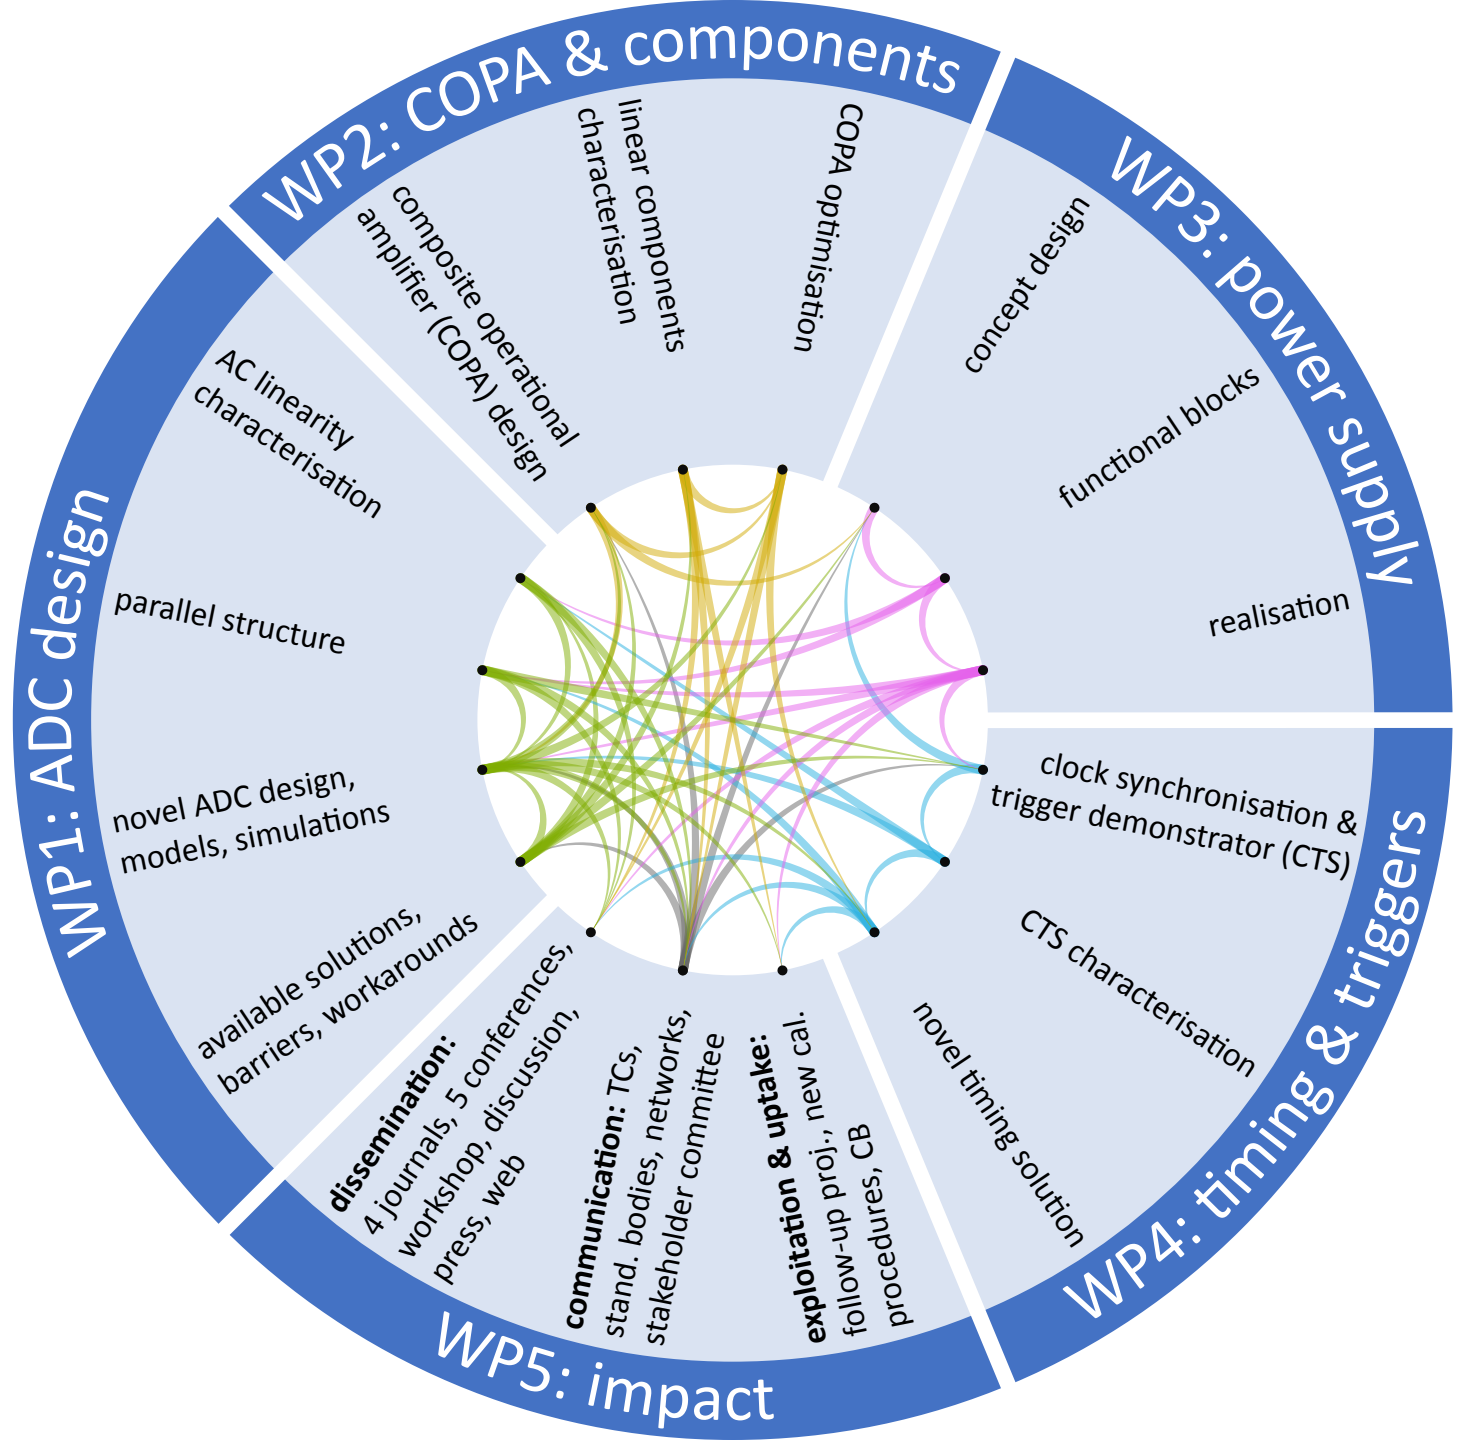 WP1: ADC design
AC linearity
characterisation
parallel structure
novel ADC design,
models, simulations
available solutions,
barriers, workarounds
WP2: COPA & components
composite operational
amplifier (COPA) design
linear components
characterisation
COPA optimisation
WP3: power supply
concept design
functional blocks
realisation
WP4: timing & triggers
clock synchronisation &
trigger demonstrator (CTS)
CTS characterisation
novel timing solution
WP5: impact
dissemination:
4 journals, 5 conferences,
workshop, discussion,
press, web
communication: TCs,
stand. bodies, networks,
stakeholder committee
exploitation & uptake:
follow-up proj., new cal.
procedures, CB